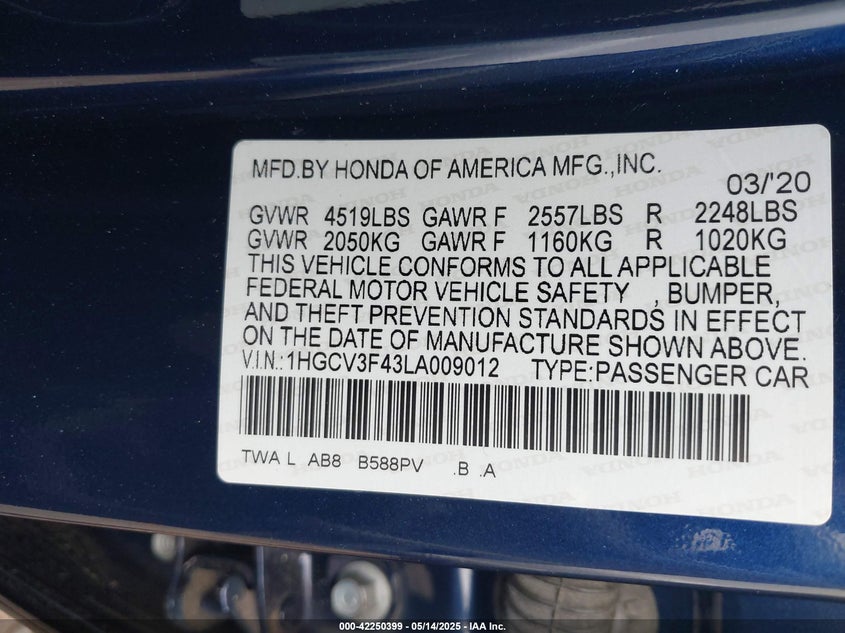 MFD.BY HONDA OF AMERICA MFG.,INC.
03/'20
GVWR 4519LBS GAWR F 2557LBS R 2248LBS
GVWR 2050KG GAWR F 1160KG R 1020KG
THIS VEHICLE CONFORMS TO ALL APPLICABLE
FEDERAL MOTOR VEHICLE SAFETY , BUMPER,
AND THEFT PREVENTION STANDARDS IN EFFECT
ON THE DATE OF MANUFACTURE SHOWN ABOVE.
V.I.N.:1HGCV3F43LA009012 TYPE:PASSENGER CAR
TWA L AB8 B588PV .B .A
000-42250399 - 05/14/2025 - IAA Inc.